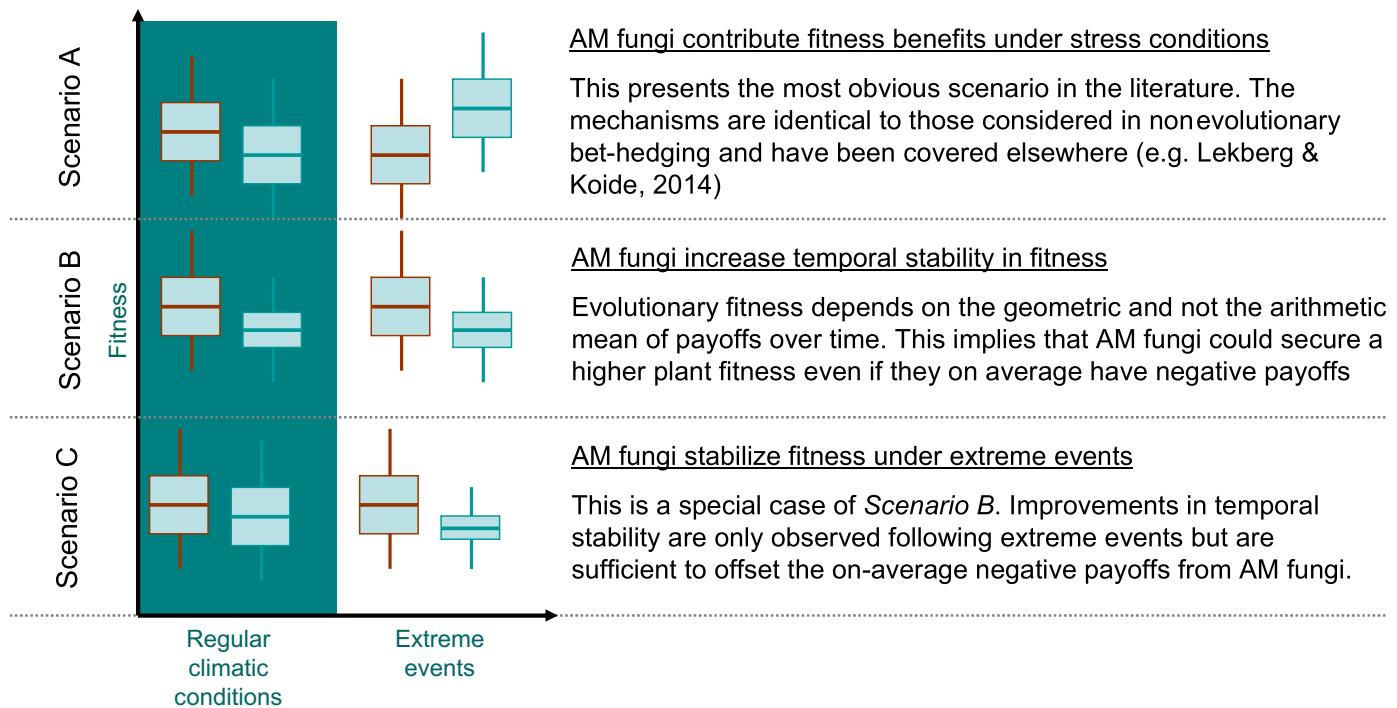 Scenario A
AM fungi contribute fitness benefits under stress conditions
This presents the most obvious scenario in the literature. The
mechanisms are identical to those considered in nonevolutionary
bet-hedging and have been covered elsewhere (e.g. Lekberg &
Koide, 2014)
Fitness
Scenario B
AM fungi increase temporal stability in fitness
Evolutionary fitness depends on the geometric and not the arithmetic
mean of payoffs over time. This implies that AM fungi could secure a
higher plant fitness even if they on average have negative payoffs
Scenario C
AM fungi stabilize fitness under extreme events
This is a special case of Scenario B. Improvements in temporal
stability are only observed following extreme events but are
sufficient to offset the on-average negative payoffs from AM fungi.
Regular
climatic
conditions
Extreme
events